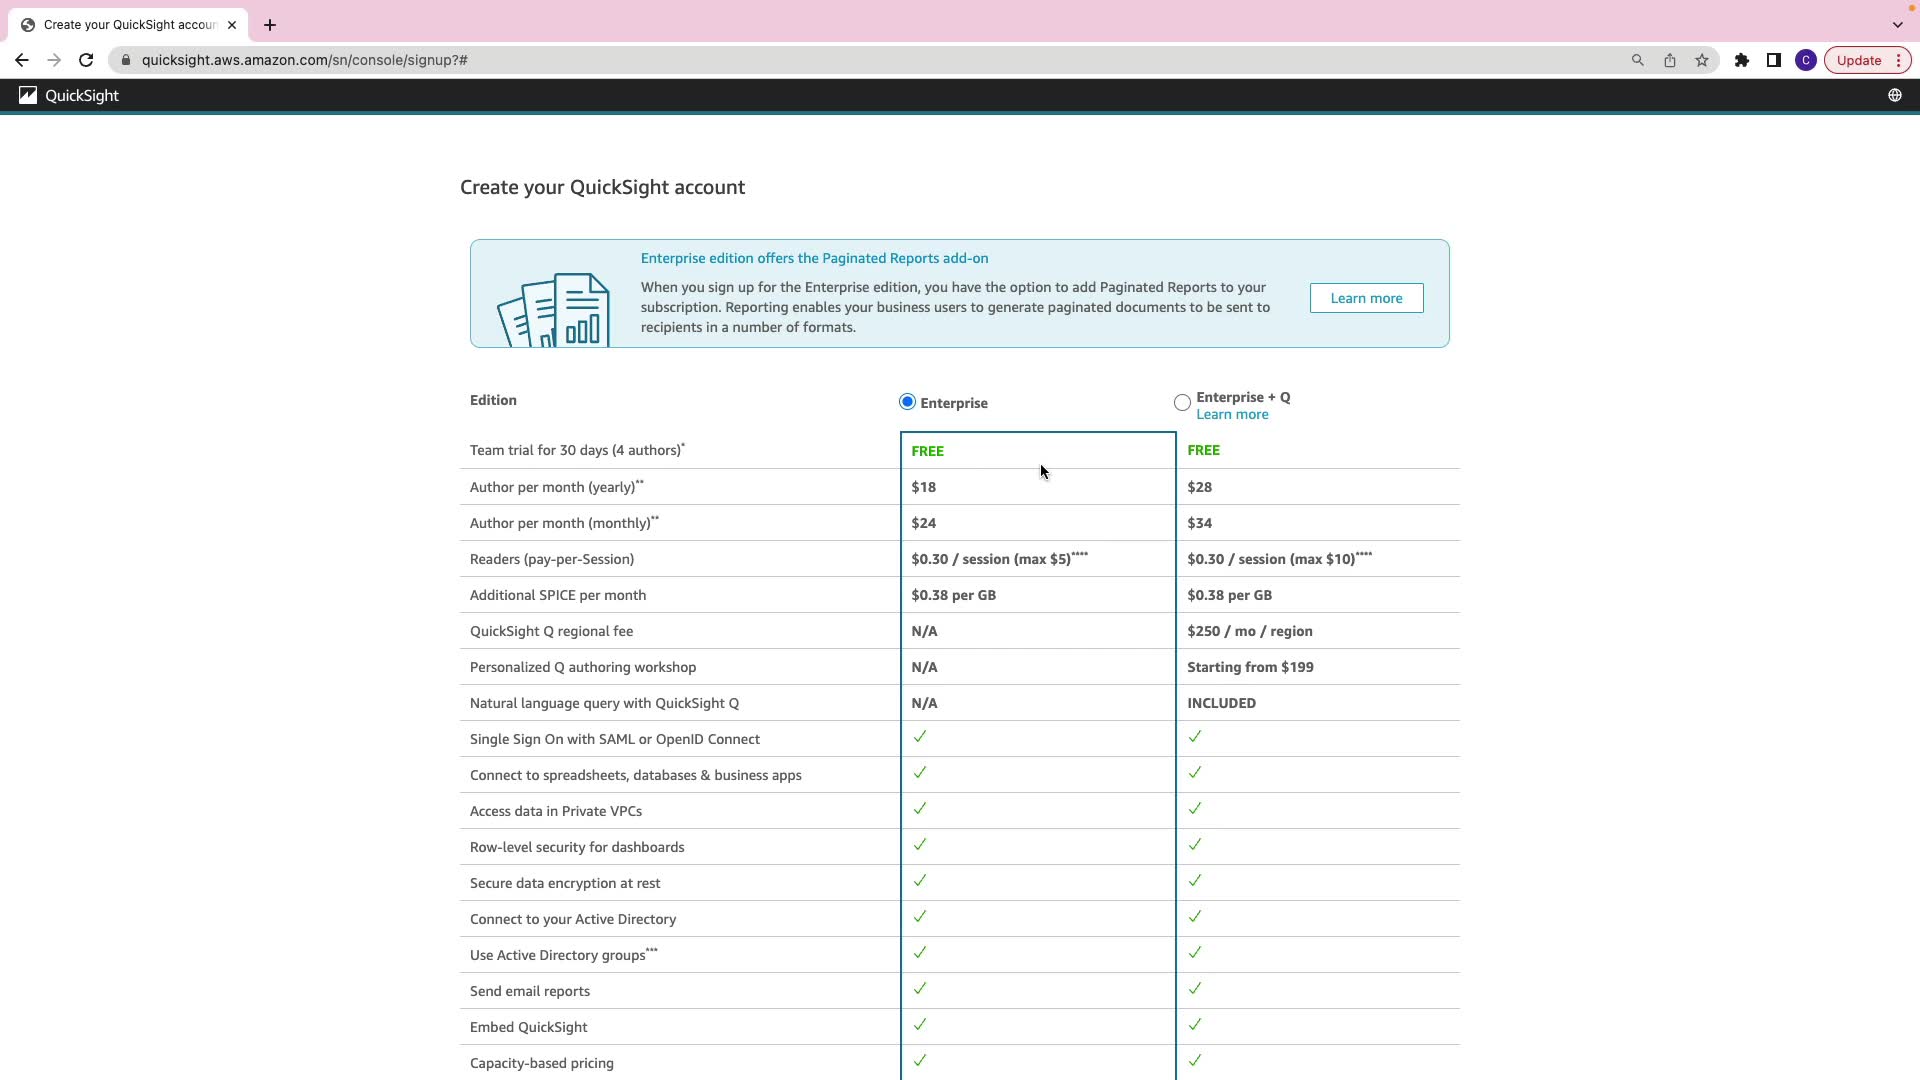 Create your QuickSight accoun
quicksight.aws.amazon.com/sn/console/signup?#
C
Update
QuickSight
Create your QuickSight account
Enterprise edition offers the Paginated Reports add-on
When you sign up for the Enterprise edition, you have the option to add Paginated Reports to your
subscription. Reporting enables your business users to generate paginated documents to be sent to
recipients in a number of formats.
Learn more
Edition
Enterprise
Enterprise + Q
Learn more
Team trial for 30 days (4 authors)* FREE FREE
Author per month (yearly)** $18 $28
Author per month (monthly)** $24 $34
Readers (pay-per-Session) $0.30 / session (max $5)**** $0.30 / session (max $10)****
Additional SPICE per month $0.38 per GB $0.38 per GB
QuickSight Q regional fee N/A $250 / mo / region
Personalized Q authoring workshop N/A Starting from $199
Natural language query with QuickSight Q N/A INCLUDED
Single Sign On with SAML or OpenID Connect
Connect to spreadsheets, databases & business apps
Access data in Private VPCs
Row-level security for dashboards
Secure data encryption at rest
Connect to your Active Directory
Use Active Directory groups***
Send email reports
Embed QuickSight
Capacity-based pricing